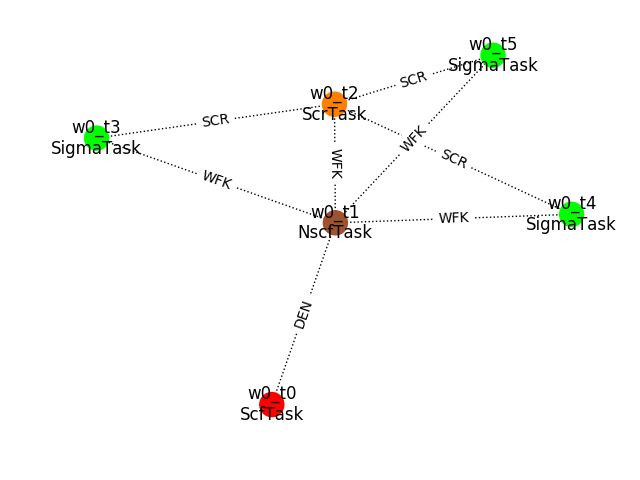 w0_t5
SigmaTask
SCR
w0_t2
ScrTask
SCR
w0_t3
SigmaTask
WFK
WFK
SCR
WFK
w0_t4
SigmaTask
w0_t1
NscfTask
WFK
DEN
w0_t0
ScfTask